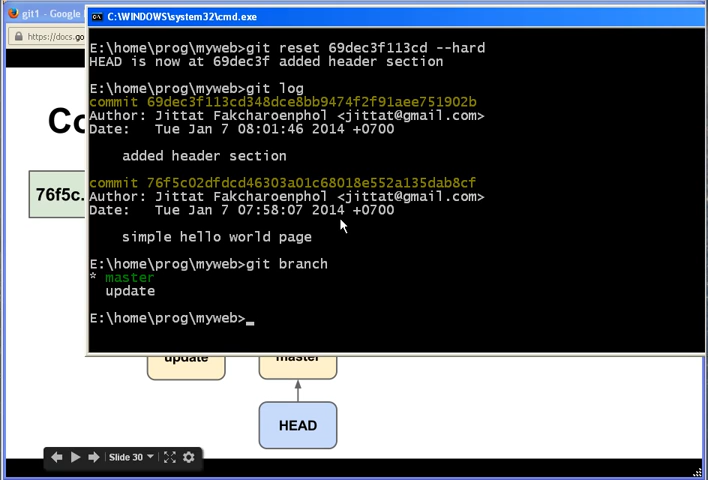 git1 - Google
C:\WINDOWS\system32\cmd.exe
https://docs.go
E:\home\prog\myweb>git reset 69dec3f113cd --hard
HEAD is now at 69dec3f added header section
E:\home\prog\myweb>git log
commit 69dec3f113cd348dce8bb9474f2f91aee751902b
Author: Jittat Fakcharoenphol <jittat@gmail.com>
Date:   Tue Jan 7 08:01:46 2014 +0700
added header section
commit 76f5c02dfdcd46303a01c68018e552a135dab8cf
Author: Jittat Fakcharoenphol <jittat@gmail.com>
Date:   Tue Jan 7 07:58:07 2014 +0700
simple hello world page
E:\home\prog\myweb>git branch
* master
update
E:\home\prog\myweb>_
Co
76f5c.
update
master
HEAD
Slide 30